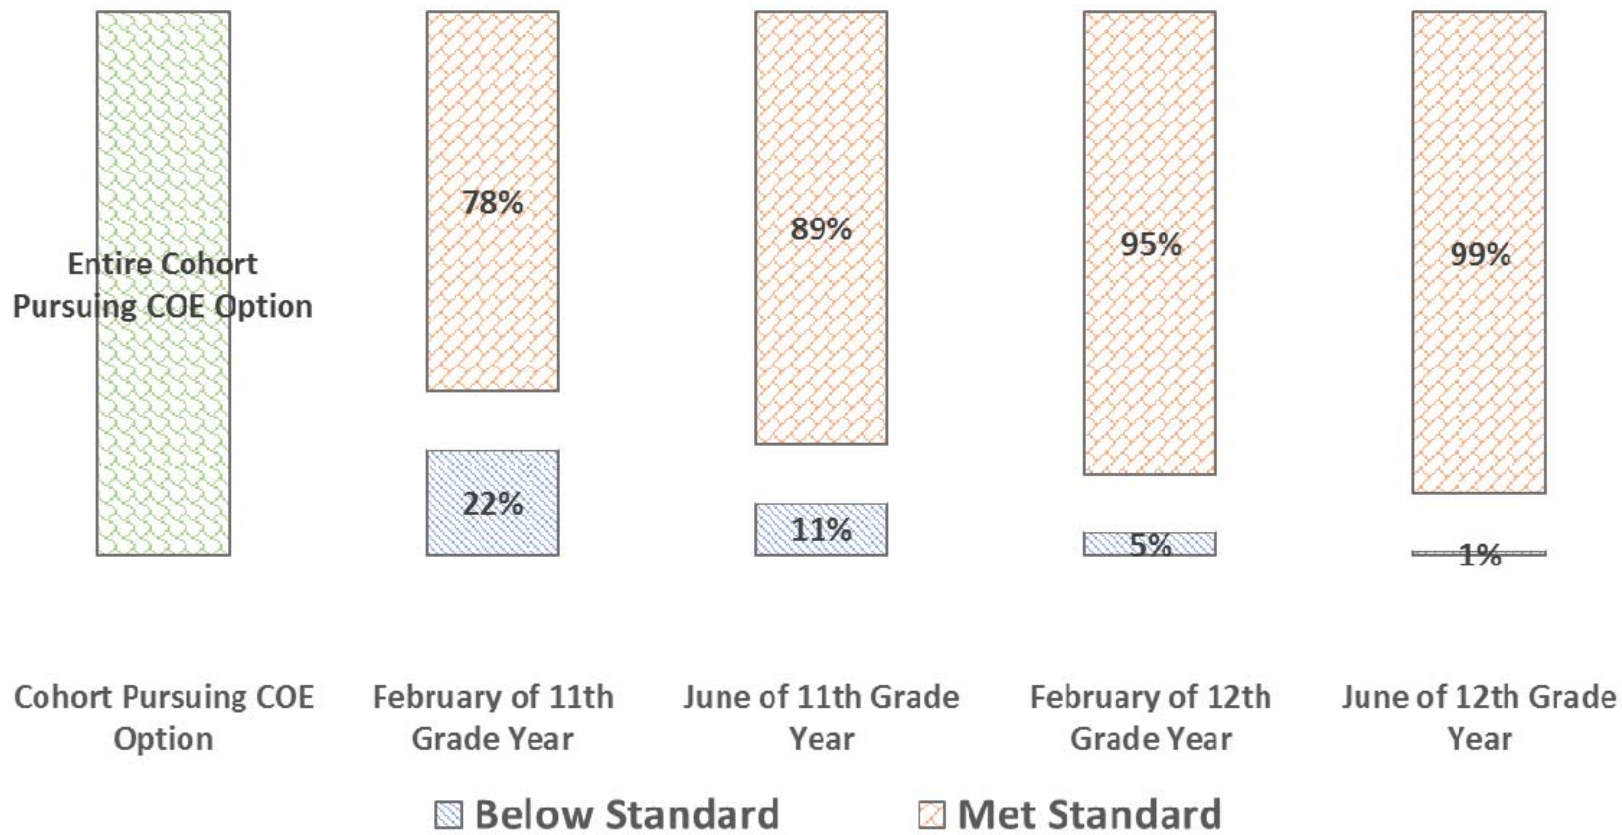 78%
89%
95%
99%
Entire Cohort
Pursuing COE Option
22%
11%
5%
1%
Cohort Pursuing COE
Option
February of 11th
Grade Year
June of 11th Grade
Year
February of 12th
Grade Year
June of 12th Grade
Year
Below Standard
Met Standard